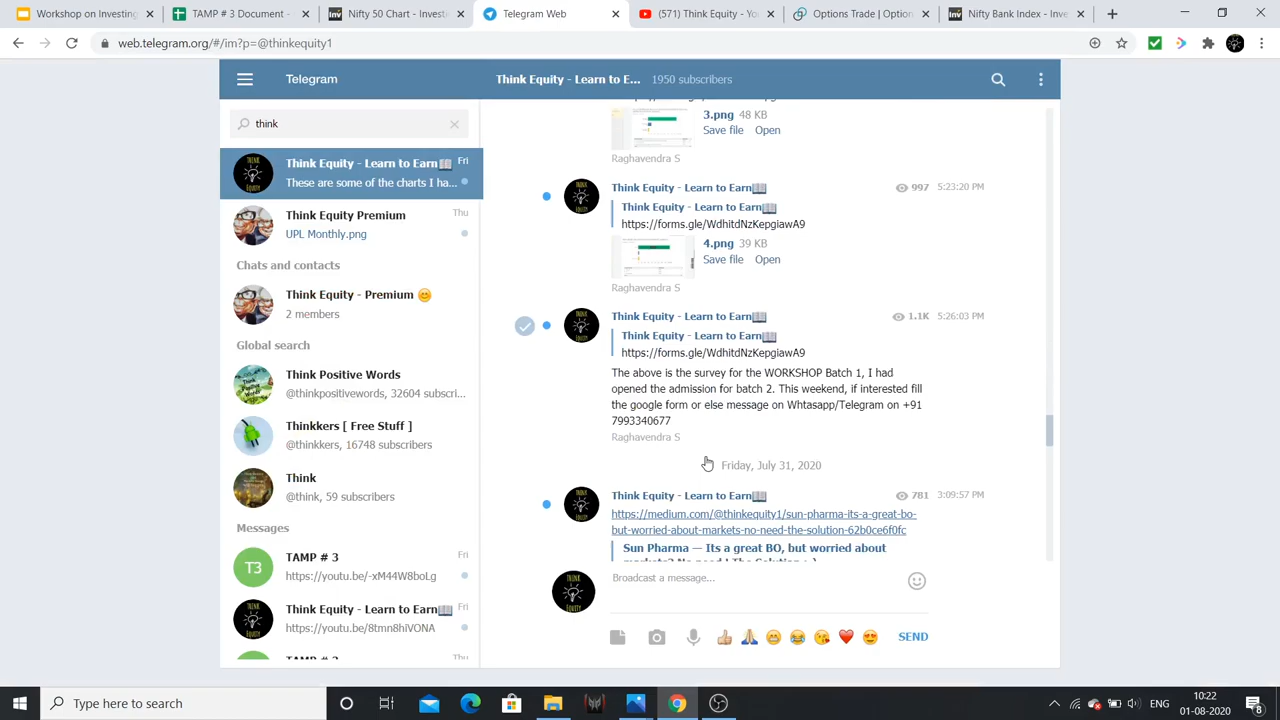 Workshop on Investing
TAMP # 3 Document
Nifty 50 Chart - Invest
Telegram Web
(571) Think Equity - Yo
Options Trade | Option
Nifty Bank Index - Inve
web.telegram.org/#/im?p=@thinkequity1
Telegram
Think Equity - Learn to E... 1950 subscribers
think
Think Equity - Learn to Earn📖 Fri
These are some of the charts I ha...
Think Equity Premium Thu
UPL Monthly.png
Chats and contacts
Think Equity - Premium 😊
2 members
Global search
Think Positive Words
@thinkpositivewords, 32604 subscri...
Thinkkers [ Free Stuff ]
@thinkkers, 16748 subscribers
Think
@think, 59 subscribers
Messages
T3
TAMP # 3 Fri
https://youtu.be/-xM44W8boLg
Think Equity - Learn to Earn📖 Fri
https://youtu.be/8tmn8hiVONA
Thu
3.png 48 KB
Save file Open
Raghavendra S
Think Equity - Learn to Earn📖 997 5:23:20 PM
Think Equity - Learn to Earn📖
https://forms.gle/WdhitdNzKepgiawA9
4.png 39 KB
Save file Open
Raghavendra S
Think Equity - Learn to Earn📖 1.1K 5:26:03 PM
Think Equity - Learn to Earn📖
https://forms.gle/WdhitdNzKepgiawA9
The above is the survey for the WORKSHOP Batch 1, I had
opened the admission for batch 2. This weekend, if interested fill
the google form or else message on Whtasapp/Telegram on +91
7993340677
Raghavendra S
Friday, July 31, 2020
Think Equity - Learn to Earn📖 781 3:09:57 PM
https://medium.com/@thinkequity1/sun-pharma-its-a-great-bo-
but-worried-about-markets-no-need-the-solution-62b0ce6f0fc
Sun Pharma — Its a great BO, but worried about
Broadcast a message...
SEND
Type here to search
ENG
10:22
01-08-2020
8